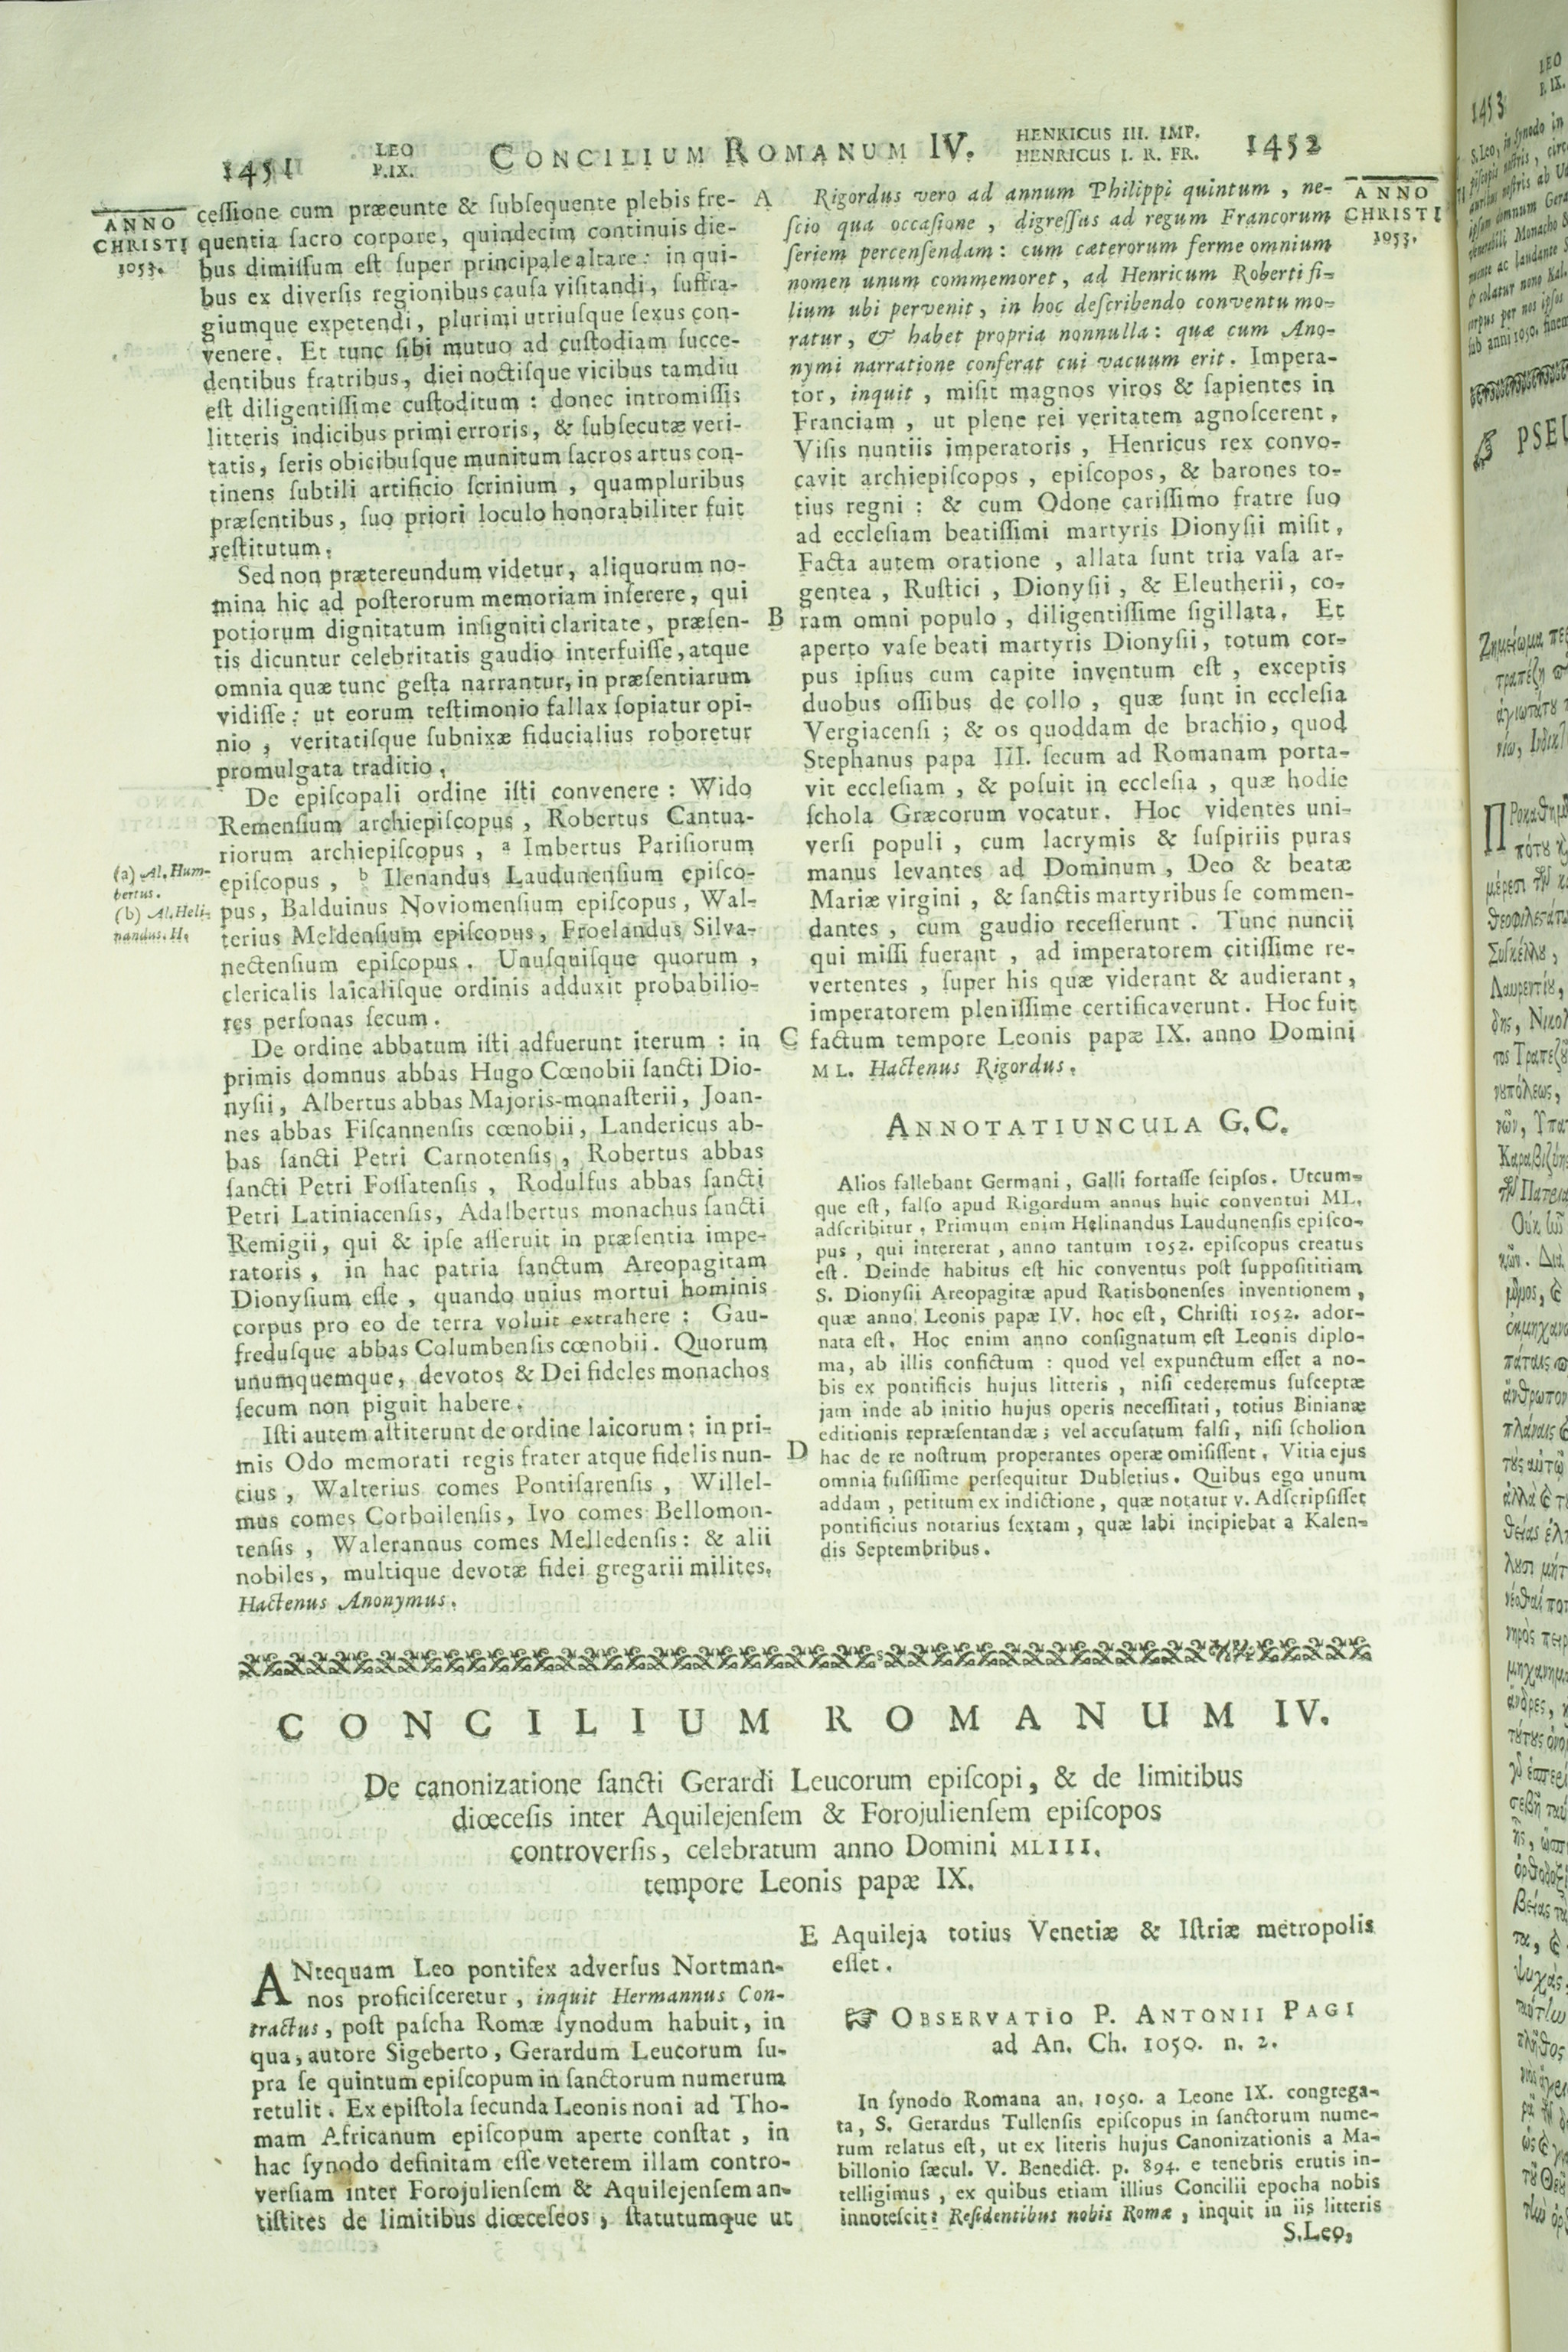 1451
LEO
P.IX.
CONCILIUM ROMANUM IV.
HENRICUS III. IMP.
HENRICUS I. R. FR.
1452
ANNO
CHRISTI
1053.
ceſſione cum præeunte & ſubſequente plebis fre-
quentia ſacro corpore, quindecim continuis die-
bus dimiſſum eſt ſuper principale altare: in qui-
bus ex diverſis regionibus cauſa viſitandi, ſuffra-
giumque expetendi, plurimi utriuſque ſexus con-
venere. Et tunc ſibi mutuo ad cuſtodiam ſucce-
dentibus fratribus, diei noctiſque vicibus tamdiu
eſt diligentiſſime cuſtoditum: donec intromiſſis
litteris indicibus primi erroris, & ſubſecutæ veri-
tatis, ſeris obicibuſque munitum ſacros artus con-
tinens ſubtili artificio ſcrinium, quampluribus
præſentibus, ſuo priori loculo honorabiliter fuit
reſtitutum.
Sed non prætereundum videtur, aliquorum no-
mina hic ad poſterorum memoriam inſerere, qui
potiorum dignitatum inſigniti claritate, præſen-
tis dicuntur celebritatis gaudio interfuiſſe, atque
omnia quæ tunc geſta narrantur, in præſentiarum
vidiſſe: ut eorum teſtimonio fallax ſopiatur opi-
nio, veritatiſque ſubnixæ fiducialius roboretur
promulgata traditio.
De epiſcopali ordine iſti convenere: Wido
Remenſium archiepiſcopus, Robertus Cantua-
riorum archiepiſcopus, a Imbertus Pariſiorum
epiſcopus, b Ilenandus Laudunenſium epiſco-
pus, Balduinus Noviomenſium epiſcopus, Wal-
terius Meldenſium epiſcopus, Froelandus Silva-
nectenſium epiſcopus. Unuſquiſque quorum,
clericalis laïcaliſque ordinis adduxit probabilio-
res perſonas ſecum.
(a) Al. Hum-
bertus.
(b) Al. Heli-
nandus. H.
De ordine abbatum iſti adfuerunt iterum: in
primis domnus abbas Hugo Cœnobii ſancti Dio-
nyſii, Albertus abbas Majoris-monaſterii, Joan-
nes abbas Fiſcannenſis cœnobii, Landericus ab-
bas ſancti Petri Carnotenſis, Robertus abbas
ſancti Petri Foſſatenſis, Rodulfus abbas ſancti
Petri Latiniacenſis, Adalbertus monachus ſancti
Remigii, qui & ipſe aſſeruit in præſentia impe-
ratoris, in hac patria ſanctum Areopagitam
Dionyſium eſſe, quando unius mortui hominis
corpus pro eo de terra voluit extrahere: Gau-
freduſque abbas Columbenſis cœnobii. Quorum
unumquemque, devotos & Dei fideles monachos
ſecum non piguit habere.
Iſti autem aſtiterunt de ordine laicorum: in pri-
mis Odo memorati regis frater atque fidelis nun-
cius, Walterius comes Pontiſarenſis, Willel-
mus comes Corboilenſis, Ivo comes Bellomon-
tenſis, Walerannus comes Melledenſis: & alii
nobiles, multique devotæ fidei gregarii milites.
Hactenus Anonymus.
A
B
C
D
Rigordus vero ad annum Philippi quintum, ne-
ſcio qua occaſione, digreſſus ad regum Francorum
ſeriem percenſendam: cum cæterorum ferme omnium
nomen unum commemoret, ad Henricum Roberti fi-
lium ubi pervenit, in hoc deſcribendo conventu mo-
ratur, & habet propria nonnulla: quæ cum Ano-
nymi narratione conferat cui vacuum erit. Impera-
tor, inquit, miſit magnos viros & ſapientes in
Franciam, ut plene rei veritatem agnoſcerent.
Viſis nuntiis imperatoris, Henricus rex convo-
cavit archiepiſcopos, epiſcopos, & barones to-
tius regni: & cum Odone cariſſimo fratre ſuo
ad eccleſiam beatiſſimi martyris Dionyſii miſit.
Facta autem oratione, allata ſunt tria vaſa ar-
gentea, Ruſtici, Dionyſii, & Eleutherii, co-
ram omni populo, diligentiſſime ſigillata. Et
aperto vaſe beati martyris Dionyſii, totum cor-
pus ipſius cum capite inventum eſt, exceptis
duobus oſſibus de collo, quæ ſunt in eccleſia
Vergiacenſi; & os quoddam de brachio, quod
Stephanus papa III. ſecum ad Romanam porta-
vit eccleſiam, & poſuit in eccleſia, quæ hodie
ſchola Græcorum vocatur. Hoc videntes uni-
verſi populi, cum lacrymis & ſuſpiriis puras
manus levantes ad Dominum, Deo & beatæ
Mariæ virgini, & ſanctis martyribus ſe commen-
dantes, cum gaudio receſſerunt. Tunc nuncii
qui miſſi fuerant, ad imperatorem citiſſime re-
vertentes, ſuper his quæ viderant & audierant,
imperatorem pleniſſime certificaverunt. Hoc fuit
factum tempore Leonis papæ IX. anno Domini
ML. Hactenus Rigordus.
ANNO
CHRISTI
1053.
ANNOTATIUNCULA G.C.
Alios fallebant Germani, Galli fortaſſe ſeipſos. Utcum-
que eſt, falſo apud Rigordum annus huic conventui ML.
adſcribitur. Primum enim Helinandus Laudunenſis epiſco-
pus, qui intererat, anno tantum 1052. epiſcopus creatus
eſt. Deinde habitus eſt hic conventus poſt ſuppoſititiam
S. Dionyſii Areopagitæ apud Ratisbonenſes inventionem,
quæ anno Leonis papæ IV. hoc eſt, Chriſti 1052. ador-
nata eſt. Hoc enim anno conſignatum eſt Leonis diplo-
ma, ab illis confictum: quod vel expunctum eſſet a no-
bis ex pontificis hujus litteris, niſi cederemus ſuſceptæ
jam inde ab initio hujus operis neceſſitati, totius Binianæ
editionis repræſentandæ; vel accuſatum falſi, niſi ſcholion
hac de re noſtrum properantes operæ omiſiſſent. Vitia ejus
omnia fuſiſſime perſequitur Dubletius. Quibus ego unum
addam, petitum ex indictione, quæ notatur v. Adſcripſiſſet
pontificius notarius ſextam, quæ labi incipiebat a Kalen-
dis Septembribus.
CONCILIUM ROMANUM IV.
De canonizatione ſancti Gerardi Leucorum epiſcopi, & de limitibus
diœceſis inter Aquilejenſem & Forojulienſem epiſcopos
controverſis, celebratum anno Domini MLIII.
tempore Leonis papæ IX.
ANtequam Leo pontifex adverſus Nortman-
nos proficiſceretur, inquit Hermannus Con-
tractus, poſt paſcha Romæ ſynodum habuit, in
qua, autore Sigeberto, Gerardum Leucorum ſu-
pra ſe quintum epiſcopum in ſanctorum numerum
retulit. Ex epiſtola ſecunda Leonis noni ad Tho-
mam Africanum epiſcopum aperte conſtat, in
hac ſynodo definitam eſſe veterem illam contro-
verſiam inter Forojulienſem & Aquilejenſem an-
tiſtites de limitibus diœceſeos, ſtatutumque ut
E Aquileja totius Venetiæ & Iſtriæ metropolis
eſſet.
☞ OBSERVATIO P. ANTONII PAGI
ad An. Ch. 1050. n. 2.
In ſynodo Romana an. 1050. a Leone IX. congrega-
ta, S. Gerardus Tullenſis epiſcopus in ſanctorum nume-
rum relatus eſt, ut ex literis hujus Canonizationis a Ma-
billonio ſæcul. V. Benedict. p. 894. e tenebris erutis in-
telligimus, ex quibus etiam illius Concilii epocha nobis
innoteſcit: Reſidentibus nobis Romæ, inquit in iis litteris
S. Leo,
1453
LEO
P. IX.
☞ PSEU